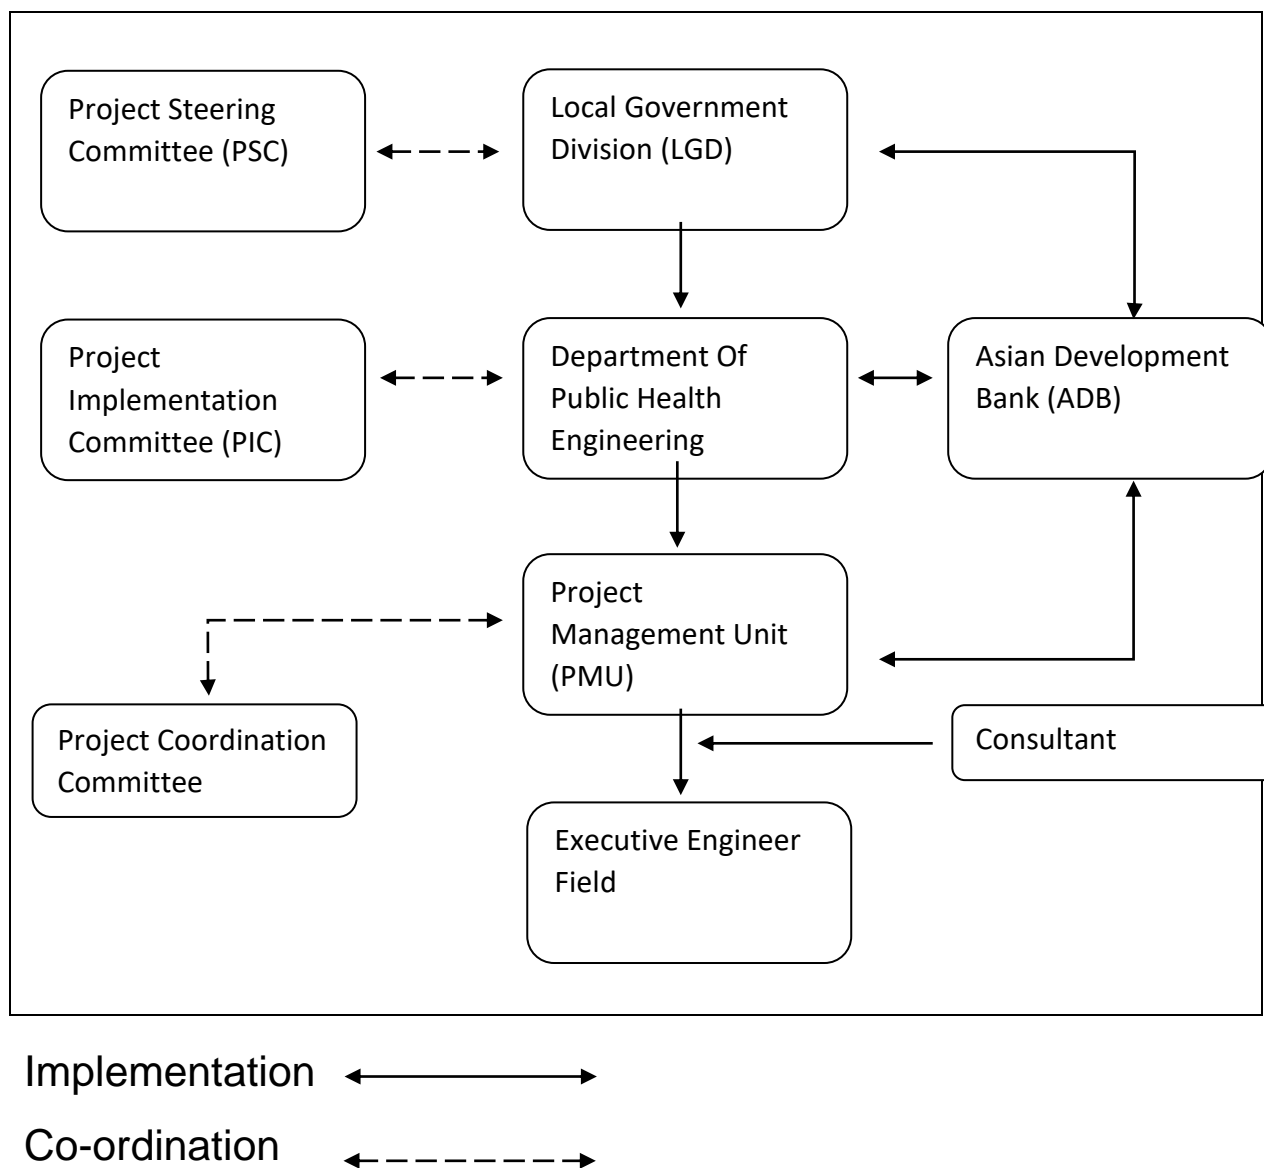 Project Steering
Committee (PSC)
Local Government
Division (LGD)
Project
Implementation
Committee (PIC)
Department Of
Public Health
Engineering
Asian Development
Bank (ADB)
Project
Management Unit
(PMU)
Project Coordination
Committee
Consultant
Executive Engineer
Field
Implementation
Co-ordination